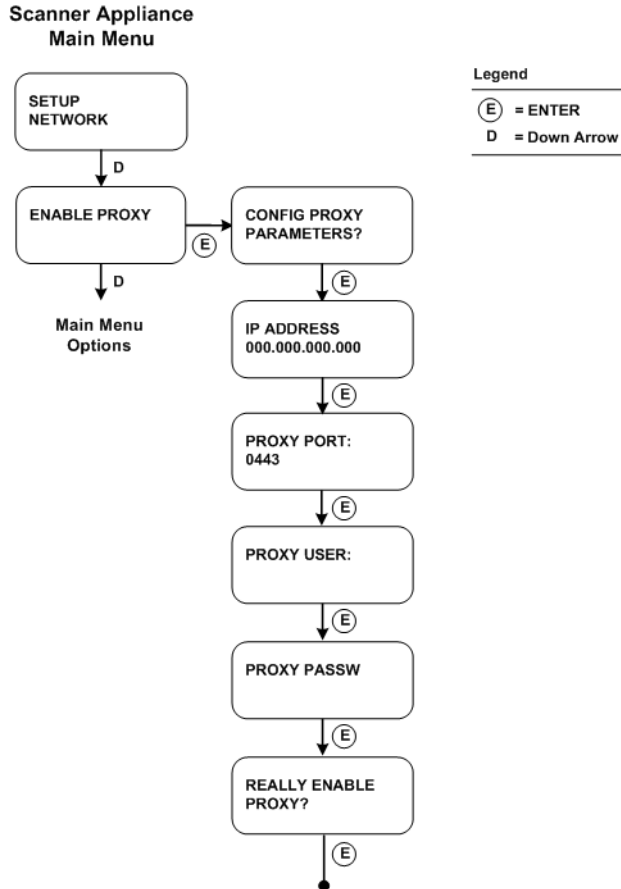 Scanner Appliance
Main Menu
Legend
E = ENTER
D = Down Arrow
SETUP
NETWORK
D
ENABLE PROXY
E
D
Main Menu
Options
CONFIG PROXY
PARAMETERS?
E
IP ADDRESS
000.000.000.000
E
PROXY PORT:
0443
E
PROXY USER:
E
PROXY PASSW
E
REALLY ENABLE
PROXY?
E